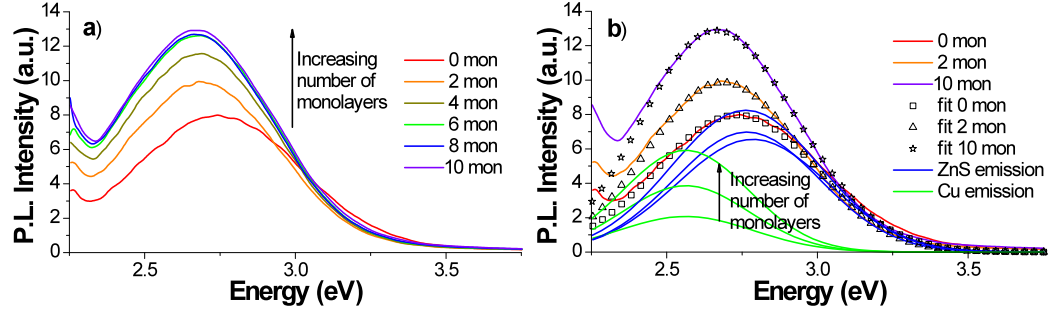 a)
P.L. Intensity (a.u.)
14
12
10
8
6
4
2
0
2.5
3.0
3.5
Energy (eV)
Increasing
number of
monolayers
0 mon
2 mon
4 mon
6 mon
8 mon
10 mon
b)
P.L. Intensity (a.u.)
14
12
10
8
6
4
2
0
2.5
3.0
3.5
Energy (eV)
Increasing
number of
monolayers
0 mon
2 mon
10 mon
fit 0 mon
fit 2 mon
fit 10 mon
ZnS emission
Cu emission